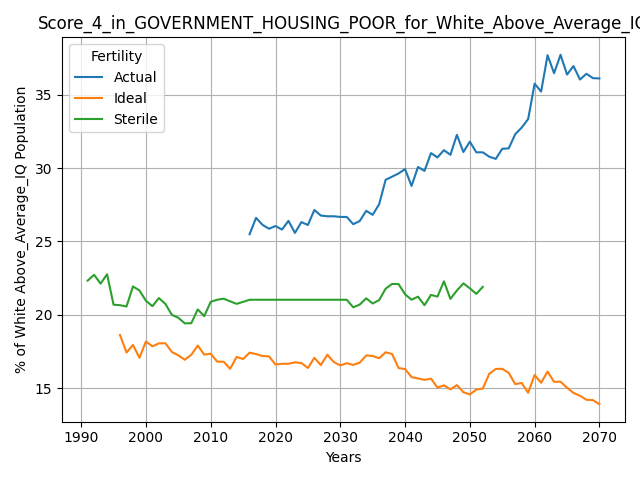 Score_4_in_GOVERNMENT_HOUSING_POOR_for_White_Above_Average_IQ
Fertility
Actual
Ideal
Sterile
% of White Above_Average_IQ Population
35
30
25
20
15
1990 2000 2010 2020 2030 2040 2050 2060 2070
Years